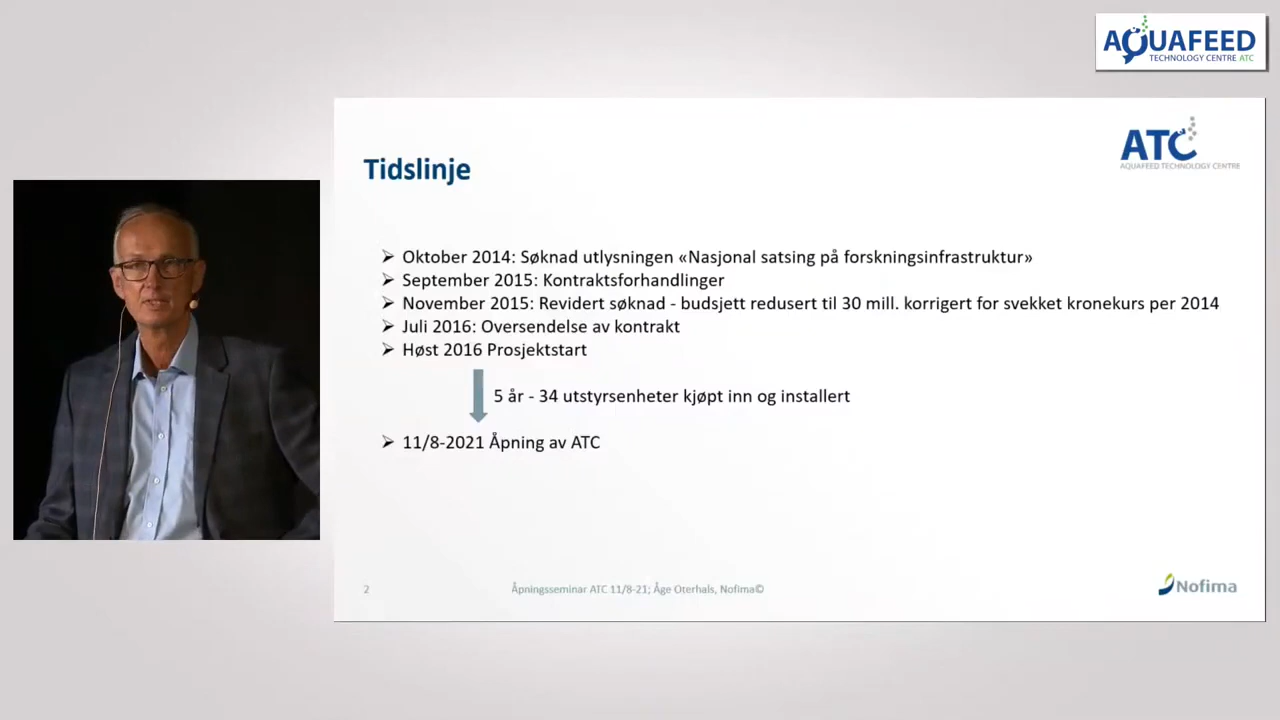 AQUAFEED
TECHNOLOGY CENTRE ATC
ATC
AQUAFEED TECHNOLOGY CENTRE
Tidslinje
➢ Oktober 2014: Søknad utlysningen «Nasjonal satsing på forskningsinfrastruktur»
➢ September 2015: Kontraktsforhandlinger
➢ November 2015: Revidert søknad - budsjett redusert til 30 mill. korrigert for svekket kronekurs per 2014
➢ Juli 2016: Oversendelse av kontrakt
➢ Høst 2016 Prosjektstart
5 år - 34 utstyrsenheter kjøpt inn og installert
➢ 11/8-2021 Åpning av ATC
2
Åpningsseminar ATC 11/8-21; Åge Oterhals, Nofima©
Nofima